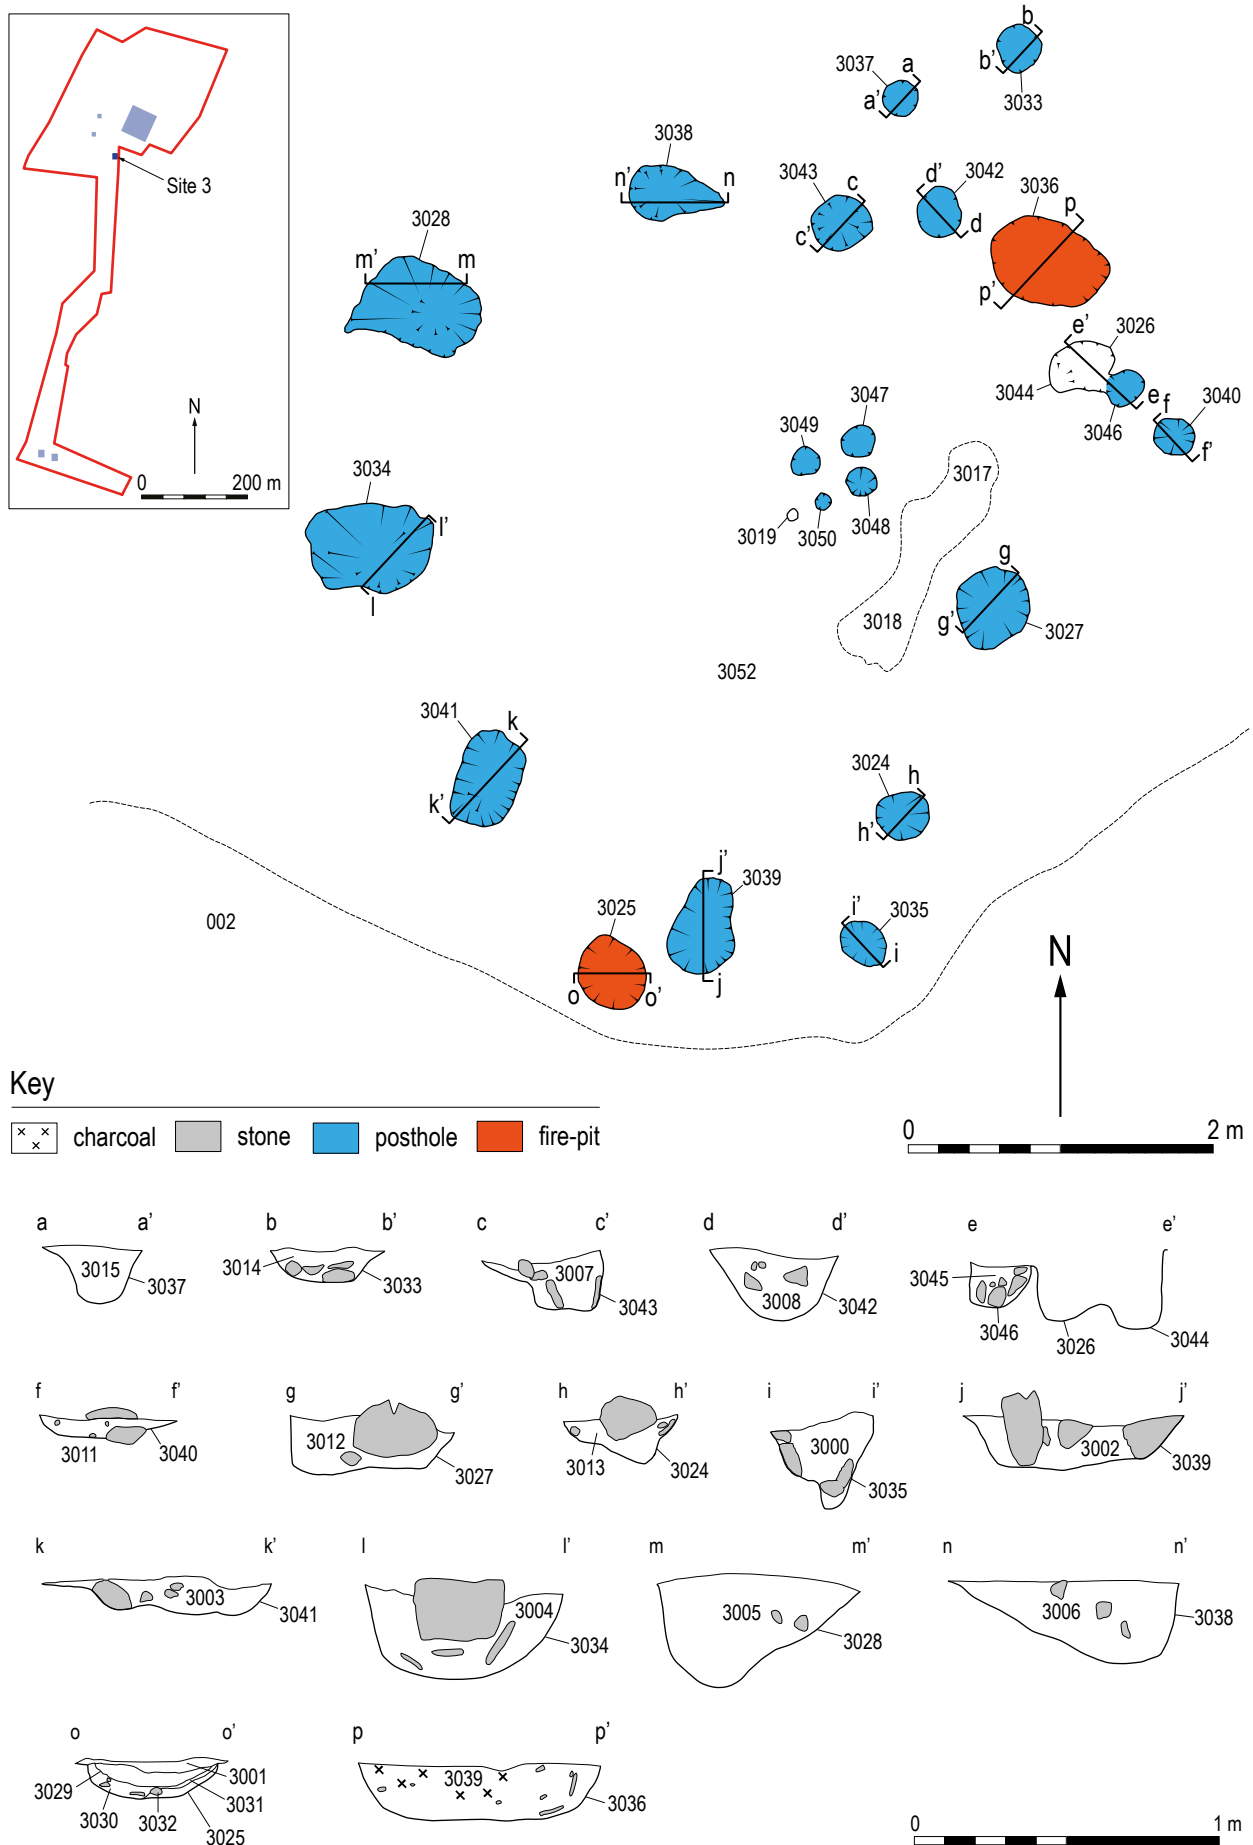 b
a
3037
b’
a’
3033
3038
n’
n
3043
c
d’
3042
3036
p
c’
d
p’
Site 3
N
0
200 m
3028
m’
m
e’
3026
3044
e
f
3040
3046
f’
3047
3049
3017
3019
3050
3048
3034
l’
l
g
3018
g’
3027
3052
3041
k
k’
3024
h
h’
j’
3039
002
3025
i’
3035
i
N
o
o’
j
Key
charcoal
stone
posthole
fire-pit
0
2 m
a
a’
b
b’
c
c’
d
d’
e
e’
3015
3037
3014
3033
3007
3043
3008
3042
3045
3046
3026
3044
f
f’
g
g’
h
h’
i
i’
j
j’
3011
3040
3012
3027
3013
3024
3000
3035
3002
3039
k
k’
l
l’
m
m’
n
n’
3003
3041
3004
3034
3005
3028
3006
3038
o
o’
p
p’
3029
3001
3030
3032
3031
3025
3039
3036
0
1 m